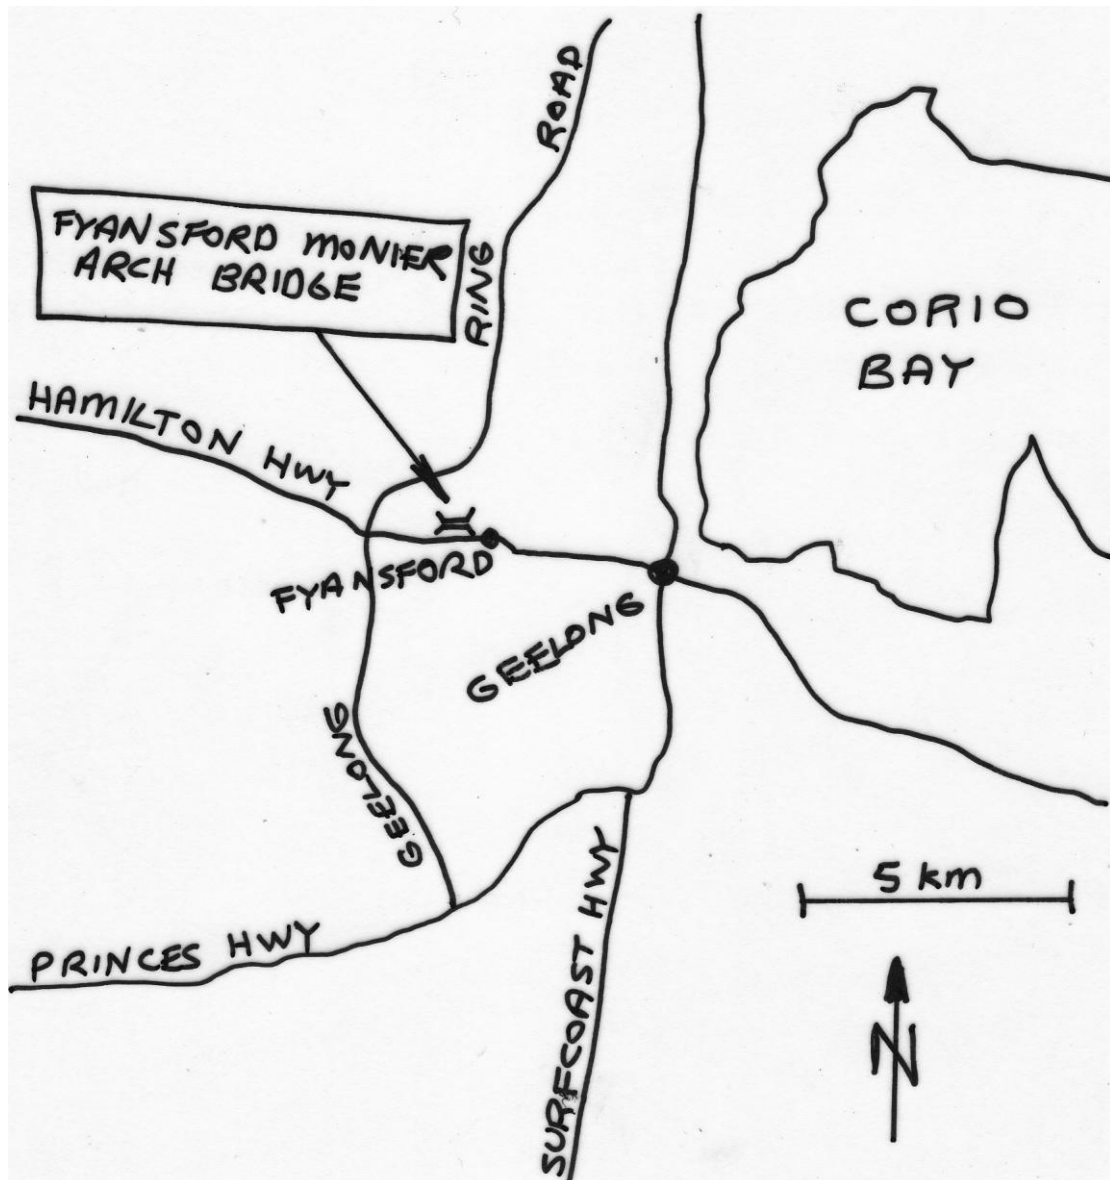 ROAD
FYANSFORD MONIER
ARCH BRIDGE
RING
CORIO
BAY
HAMILTON HWY
FYANSFORD
GEELONG
GEELONG
5 km
PRINCES HWY
SURFCOAST HWY
N